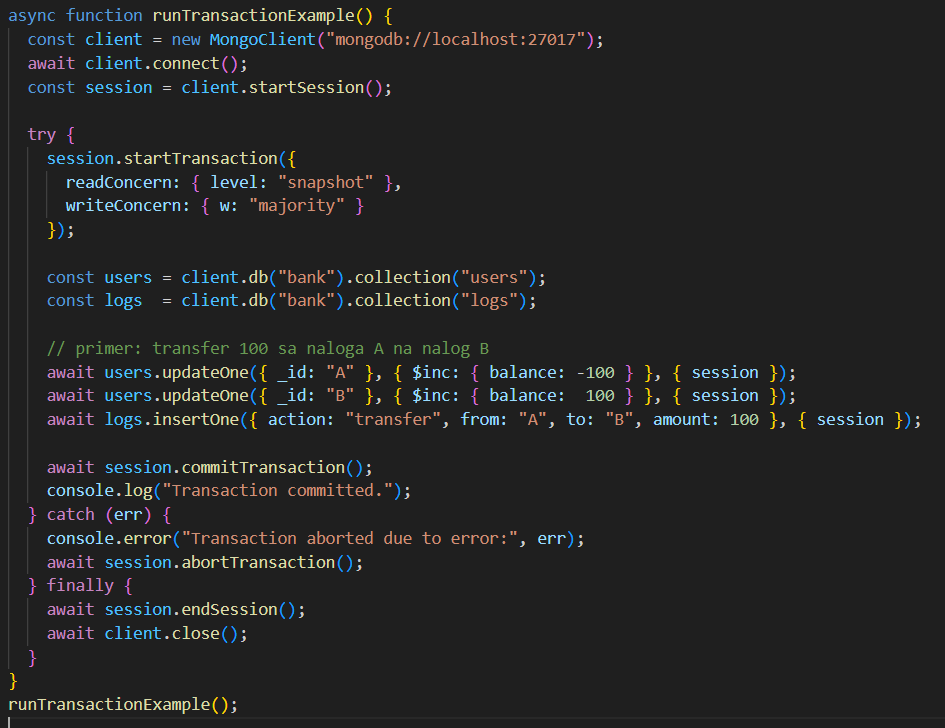 async function runTransactionExample() {
  const client = new MongoClient("mongodb://localhost:27017");
  await client.connect();
  const session = client.startSession();

  try {
    session.startTransaction({
      readConcern: { level: "snapshot" },
      writeConcern: { w: "majority" }
    });

    const users = client.db("bank").collection("users");
    const logs  = client.db("bank").collection("logs");

    // primer: transfer 100 sa naloga A na nalog B
    await users.updateOne({ _id: "A" }, { $inc: { balance: -100 } }, { session });
    await users.updateOne({ _id: "B" }, { $inc: { balance:  100 } }, { session });
    await logs.insertOne({ action: "transfer", from: "A", to: "B", amount: 100 }, { session });

    await session.commitTransaction();
    console.log("Transaction committed.");
  } catch (err) {
    console.error("Transaction aborted due to error:", err);
    await session.abortTransaction();
  } finally {
    await session.endSession();
    await client.close();
  }
}
runTransactionExample();